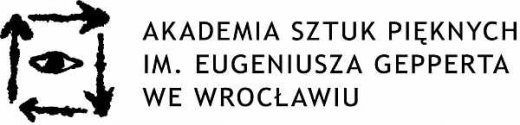 AKADEMIA SZTUK PIĘKNYCH
IM. EUGENIUSZA GEPPERTA
WE WROCŁAWIU